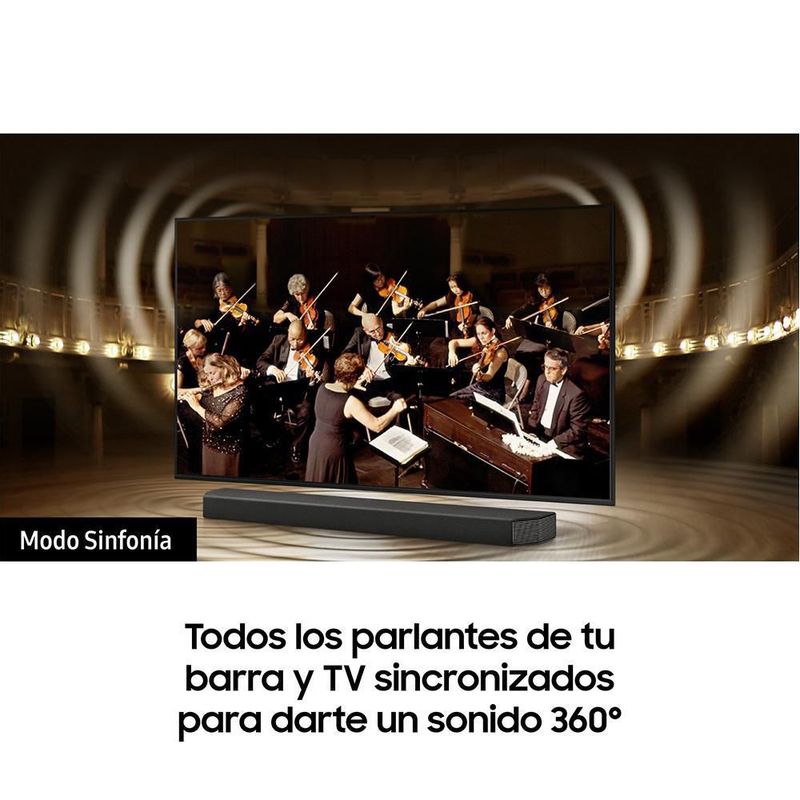 Modo Sinfonía
Todos los parlantes de tu
barra y TV sincronizados
para darte un sonido 360°